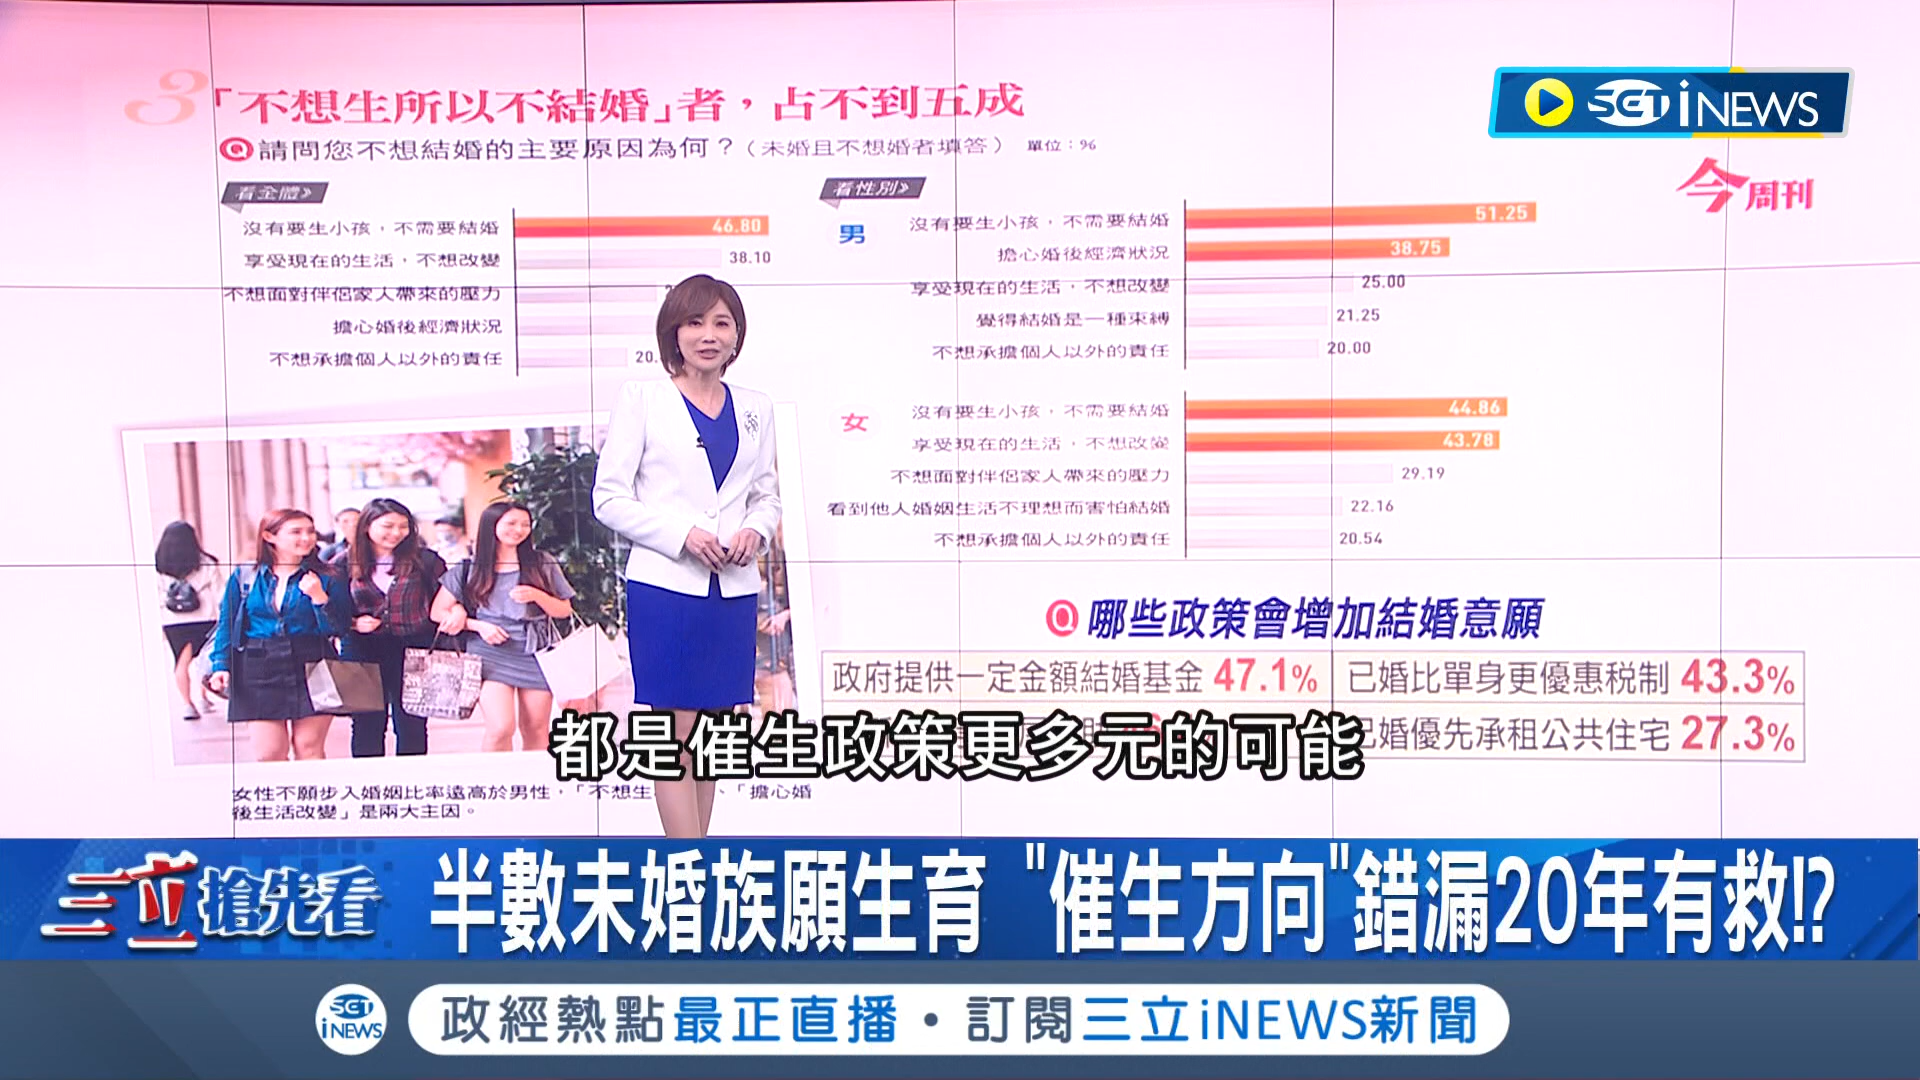 SET iNEWS
3
「不想生所以不結婚」者，占不到五成
Q請問您不想結婚的主要原因為何？（未婚且不想婚者填答） 單位：%
今周刊
看全體》
沒有要生小孩，不需要結婚 46.80
享受現在的生活，不想改變 38.10
不想面對伴侶家人帶來的壓力
擔心婚後經濟狀況
不想承擔個人以外的責任 20.
看性別》
男
沒有要生小孩，不需要結婚 51.25
擔心婚後經濟狀況 38.75
享受現在的生活，不想改變 25.00
覺得結婚是一種束縛 21.25
不想承擔個人以外的責任 20.00
女
沒有要生小孩，不需要結婚 44.86
享受現在的生活，不想改變 43.78
不想面對伴侶家人帶來的壓力 29.19
看到他人婚姻生活不理想而害怕結婚 22.16
不想承擔個人以外的責任 20.54
Q哪些政策會增加結婚意願
政府提供一定金額結婚基金 47.1% 已婚比單身更優惠稅制 43.3%
已婚優先承租公共住宅 27.3%
女性不願步入婚姻比率遠高於男性，「不想生 、「擔心婚
後生活改變」是兩大主因。
都是催生政策更多元的可能
三立搶先看
半數未婚族願生育 "催生方向"錯漏20年有救!?
SET iNEWS
政經熱點最正直播・訂閱三立iNEWS新聞